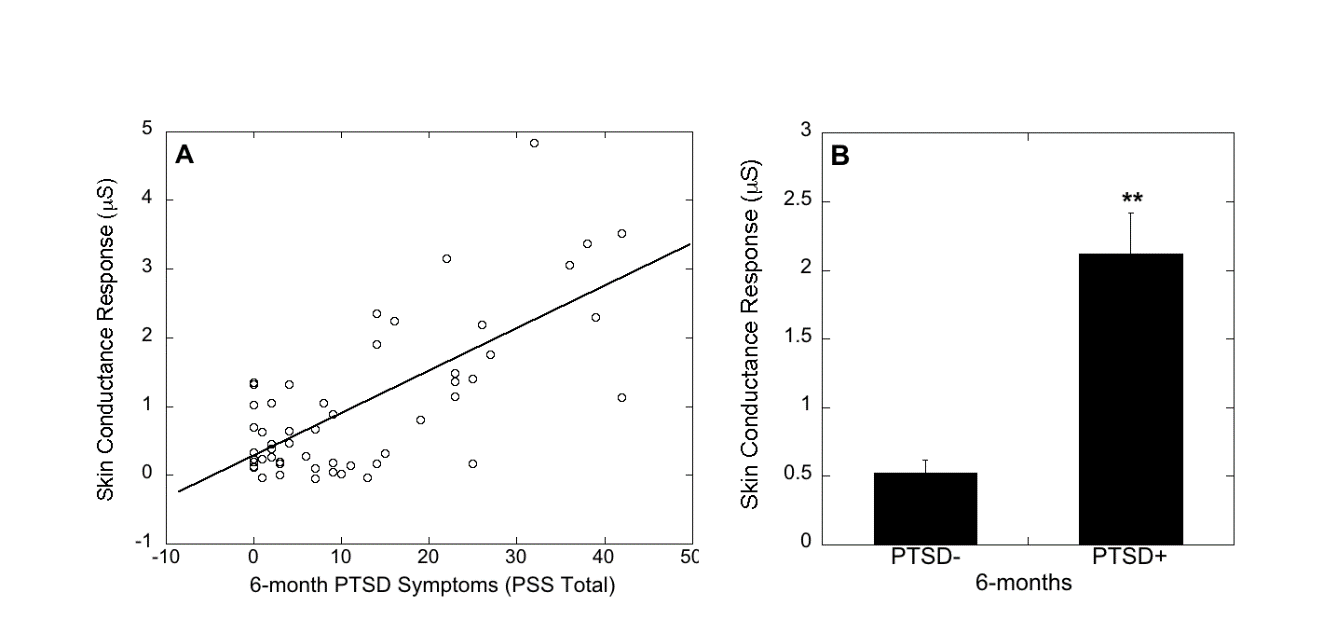 A
5
4
3
2
1
0
-1
Skin Conductance Response (μS)
-10 0 10 20 30 40 50
6-month PTSD Symptoms (PSS Total)
B
3
2.5
2
1.5
1
0.5
0
Skin Conductance Response (μS)
**
PTSD- PTSD+
6-months